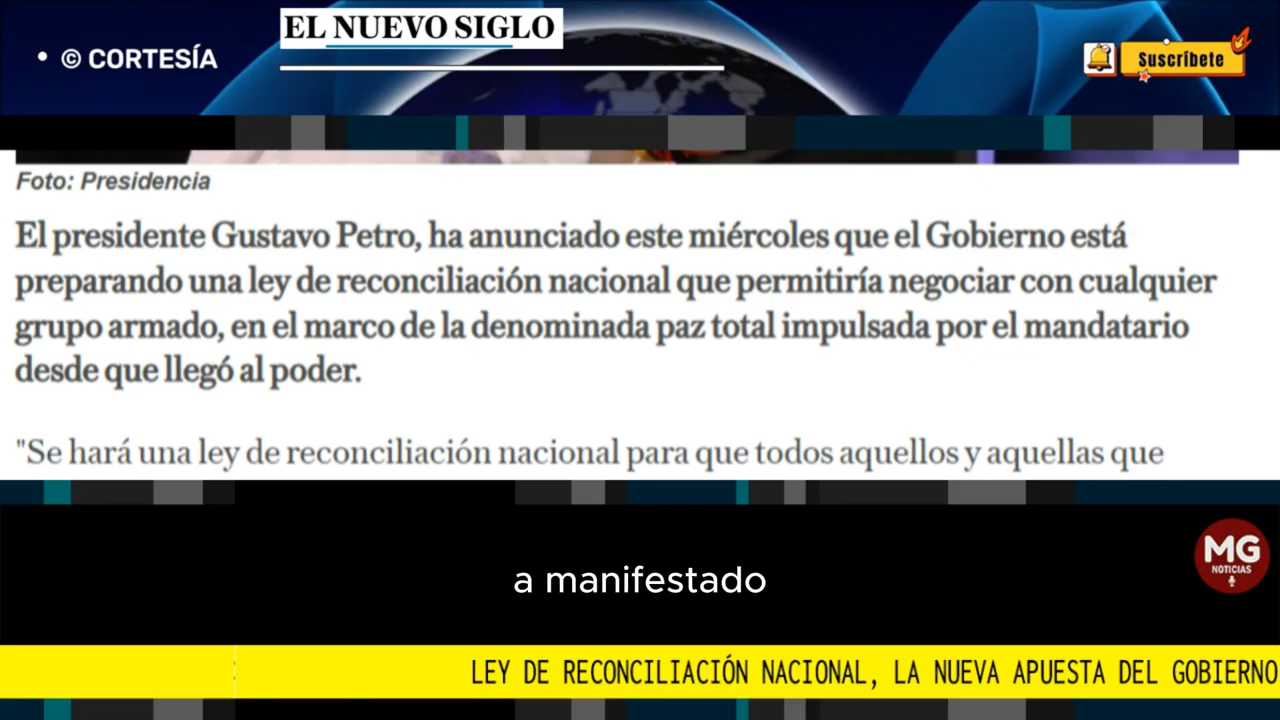 EL NUEVO SIGLO
• © CORTESÍA
Suscríbete
Foto: Presidencia
El presidente Gustavo Petro, ha anunciado este miércoles que el Gobierno está
preparando una ley de reconciliación nacional que permitiría negociar con cualquier
grupo armado, en el marco de la denominada paz total impulsada por el mandatario
desde que llegó al poder.
"Se hará una ley de reconciliación nacional para que todos aquellos y aquellas que
MG
NOTICIAS
a manifestado
LEY DE RECONCILIACIÓN NACIONAL, LA NUEVA APUESTA DEL GOBIERNO